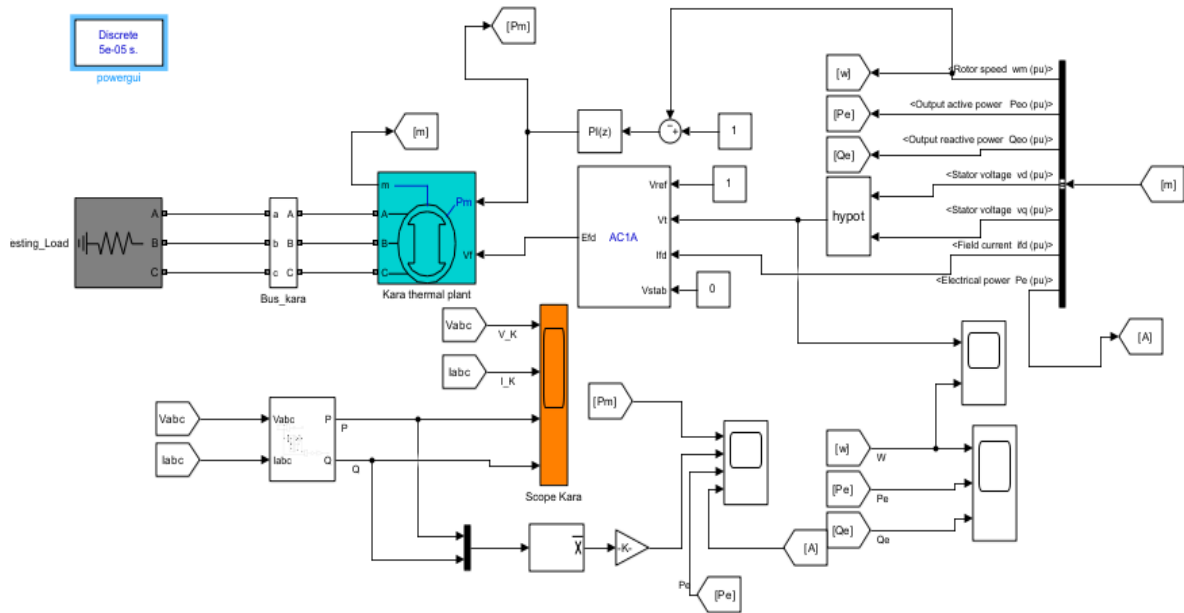 Discrete
5e-05 s.
powergui
[Pm]
[m]
PI(z)
1
[w]
<Rotor speed wm (pu)>
[Pe]
<Output active power Peo (pu)>
[Qe]
<Output reactive power Qeo (pu)>
<Stator voltage vd (pu)>
[m]
hypot
<Stator voltage vq (pu)>
<Field current ifd (pu)>
<Electrical power Pe (pu)>
[A]
Vref
1
Vt
Efd
AC1A
Ifd
Vstab
0
m
Pm
A
B
C
Vf
Kara thermal plant
a A
b B
c C
Bus_kara
A
B
C
esting_Load
Vabc
V_K
Iabc
I_K
Scope Kara
Vabc
Iabc
Vabc
Iabc
P
Q
P
Q
-K-
[Pm]
Pe
[Pe]
[A]
[w]
W
[Pe]
Pe
[Qe]
Qe